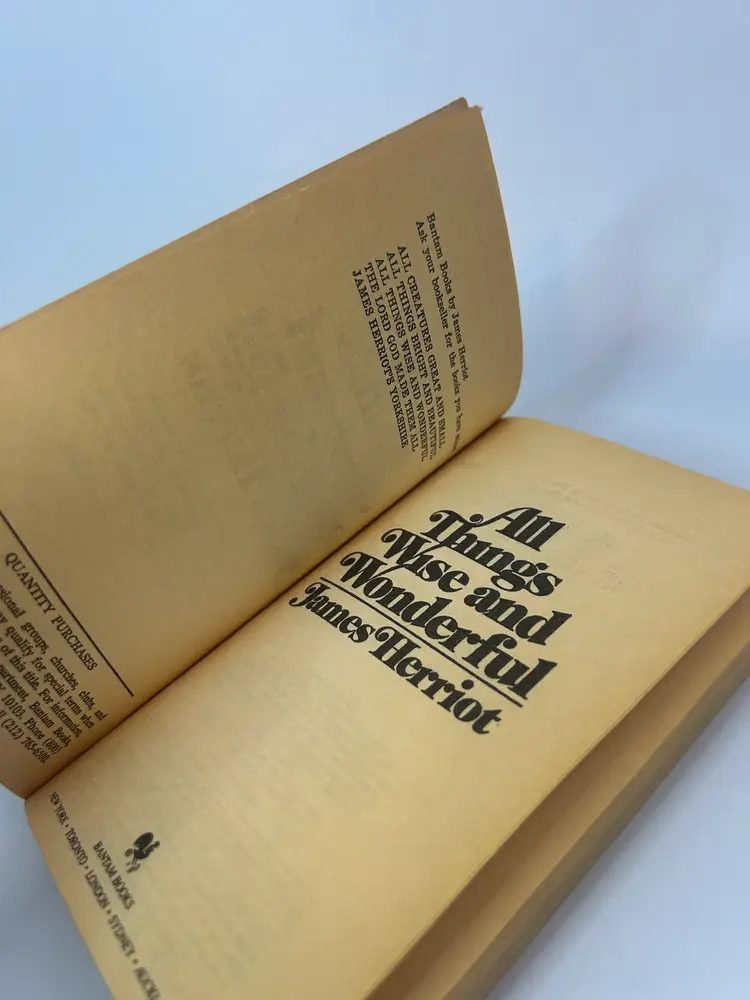 Bantam Books by James Herriot
Ask your bookseller for the books you have
ALL CREATURES GREAT AND SMALL
ALL THINGS BRIGHT AND BEAUTIFUL
ALL THINGS WISE AND WONDERFUL
THE LORD GOD MADE THEM ALL
JAMES HERRIOT'S YORKSHIRE
QUANTITY PURCHASES
groups, churches, clubs, and
qualify for special terms when
of this title. For information,
Bantam Books,
10103. Phone (800)
(212) 765-6500.
All
Things
Wise and
Wonderful
James Herriot
BANTAM BOOKS
NEW YORK • TORONTO • LONDON • SYDNEY •